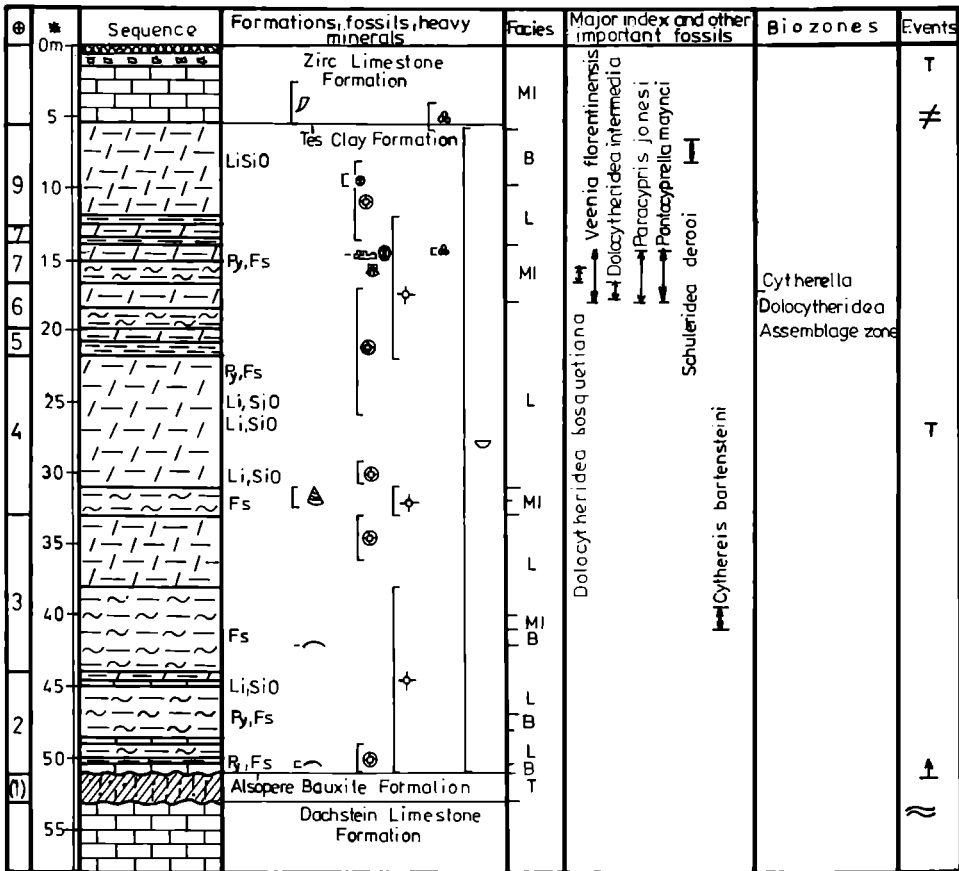 ⊕ * Sequence Formations, fossils, heavy minerals Facies Major index and other important fossils Biozones Events
0m
5
10
15
20
25
30
35
40
45
50
55
9
7
7
6
5
4
3
2
(1)
Zirc Limestone
Formation
Tés Clay Formation
LiSiO
Py,Fs
Py,Fs
Li,SiO
Li,SiO
Li,SiO
Fs
Fs
Li,SiO
Py,Fs
Py,Fs
Alsópere Bauxite Formation
Dachstein Limestone
Formation
MI
B
L
MI
L
MI
L
MI
B
L
B
L
B
T
Dolocytheridea bosquetiana
Veenia florentinensis
Dolocytheridea intermedia
Paracypris jonesi
Pontocyprella maynci
Schuleridea derooi
Cythereis bartensteini
Cytherella
Dolocytheridea
Assemblage zone
T
T